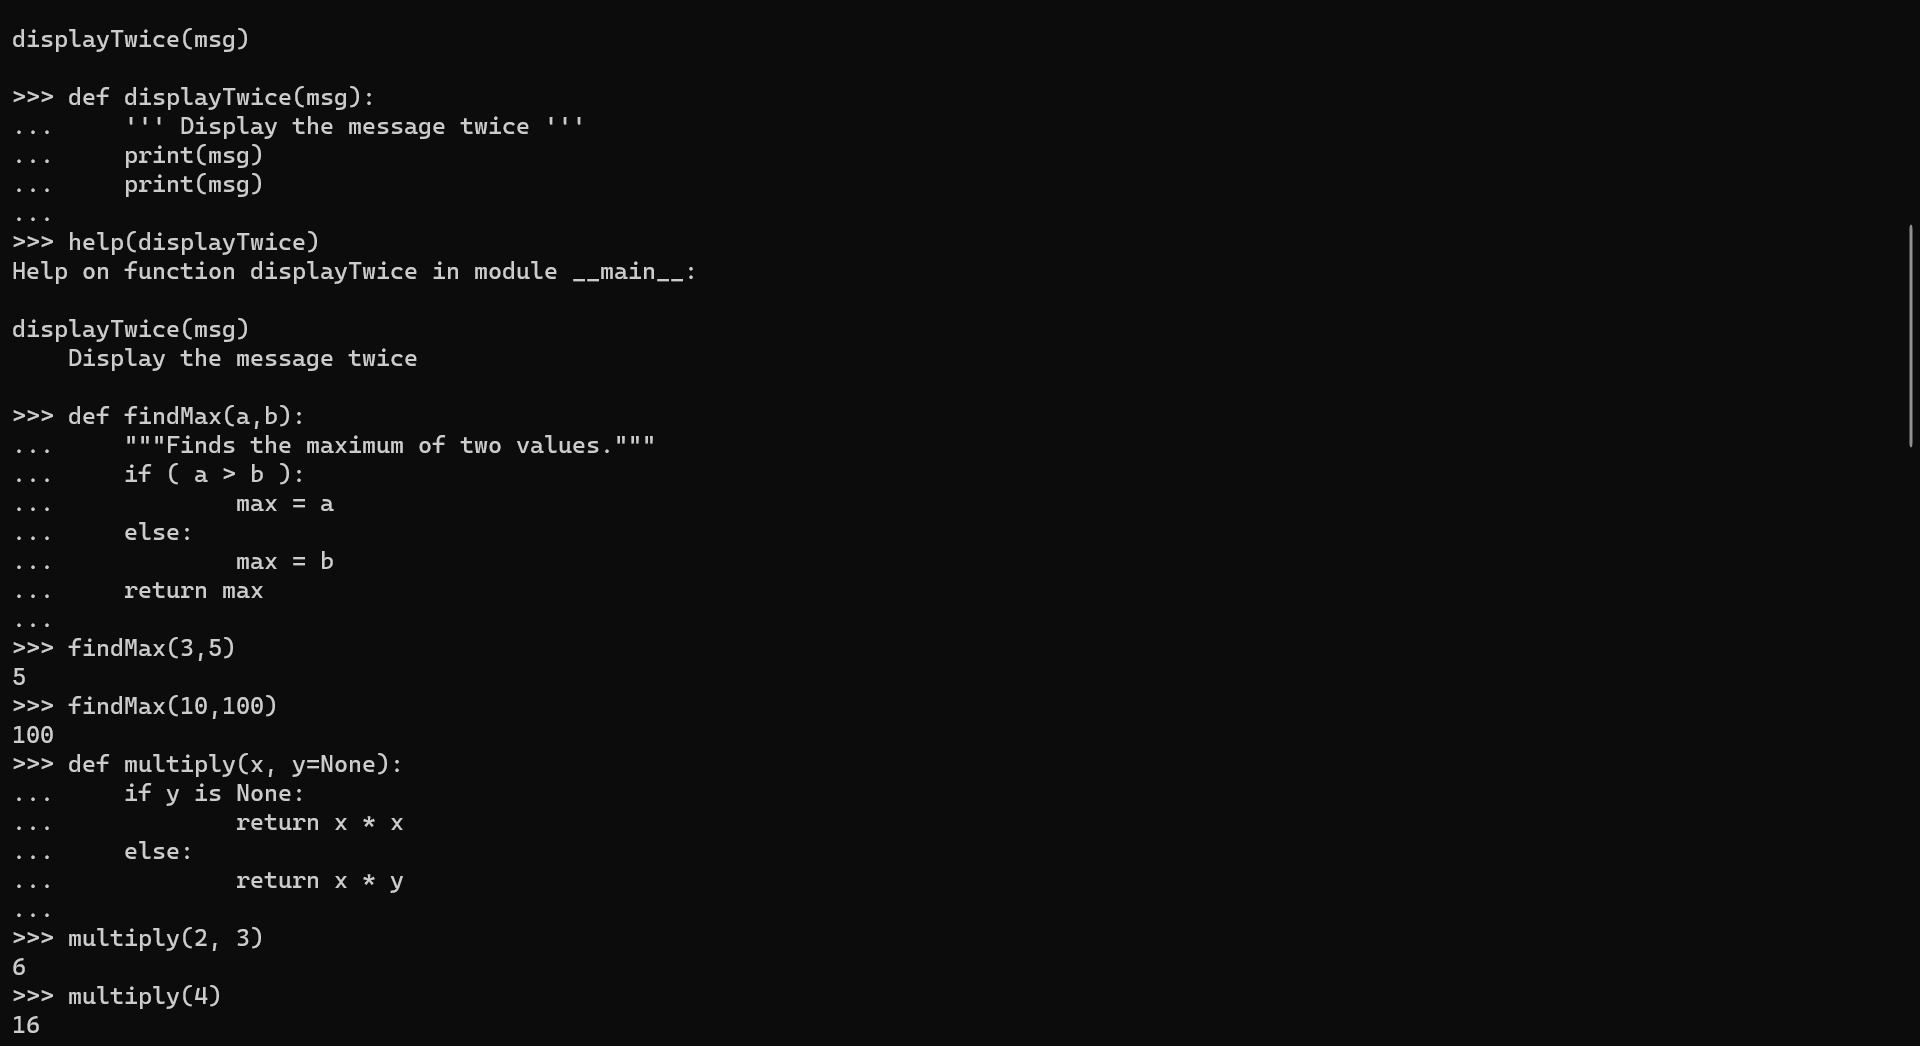 displayTwice(msg)
>>> def displayTwice(msg):
...     ''' Display the message twice '''
...     print(msg)
...     print(msg)
...
>>> help(displayTwice)
Help on function displayTwice in module __main__:
displayTwice(msg)
    Display the message twice
>>> def findMax(a,b):
...     """Finds the maximum of two values."""
...     if ( a > b ):
...             max = a
...     else:
...             max = b
...     return max
...
>>> findMax(3,5)
5
>>> findMax(10,100)
100
>>> def multiply(x, y=None):
...     if y is None:
...             return x * x
...     else:
...             return x * y
...
>>> multiply(2, 3)
6
>>> multiply(4)
16